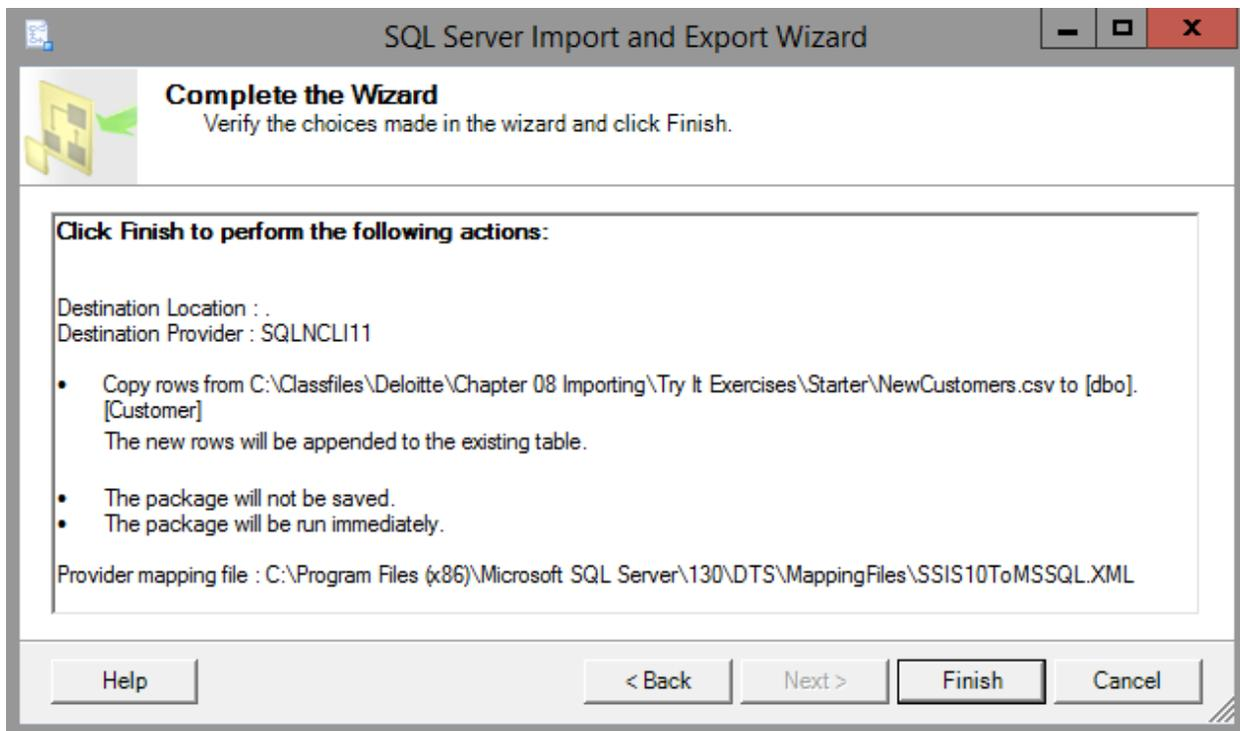 SQL Server Import and Export Wizard
Complete the Wizard
Verify the choices made in the wizard and click Finish.
Click Finish to perform the following actions:
Destination Location : .
Destination Provider : SQLNCLI11
• Copy rows from C:\Classfiles\Deloitte\Chapter 08 Importing\Try It Exercises\Starter\NewCustomers.csv to [dbo].
[Customer]
The new rows will be appended to the existing table.
• The package will not be saved.
• The package will be run immediately.
Provider mapping file : C:\Program Files (x86)\Microsoft SQL Server\130\DTS\MappingFiles\SSIS10ToMSSQL.XML
Help < Back Next > Finish Cancel